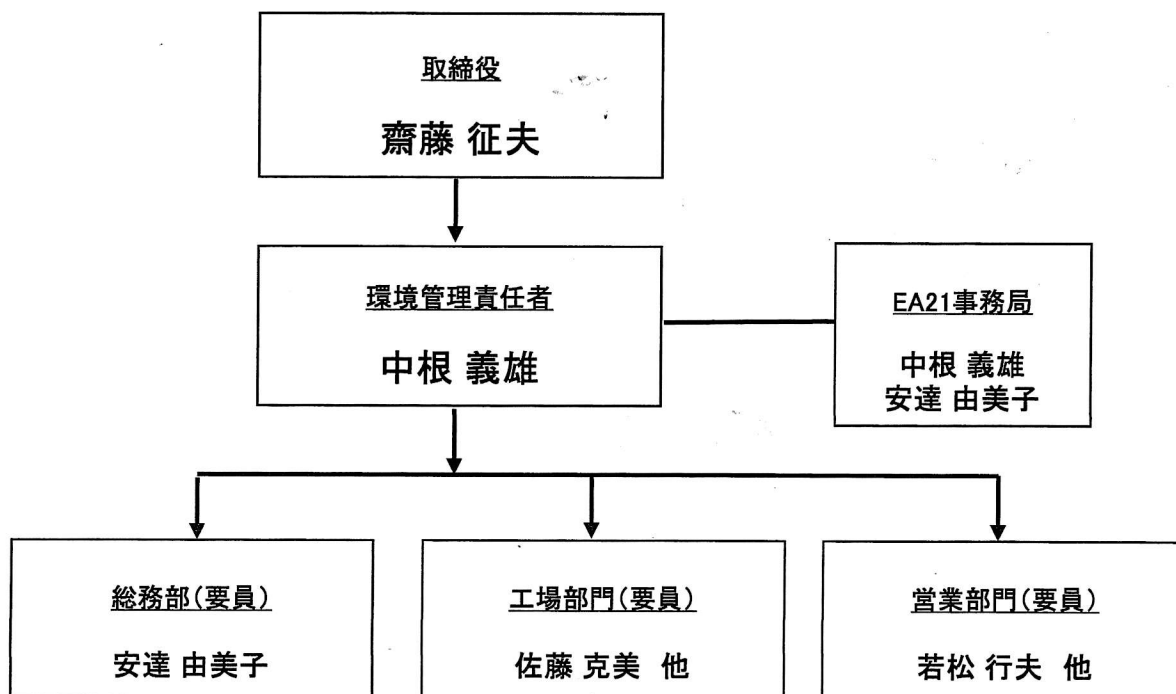 取締役
齋藤 征夫
環境管理責任者
中根 義雄
EA21事務局
中根 義雄
安達 由美子
総務部(要員)
安達 由美子
工場部門(要員)
佐藤 克美 他
営業部門(要員)
若松 行夫 他